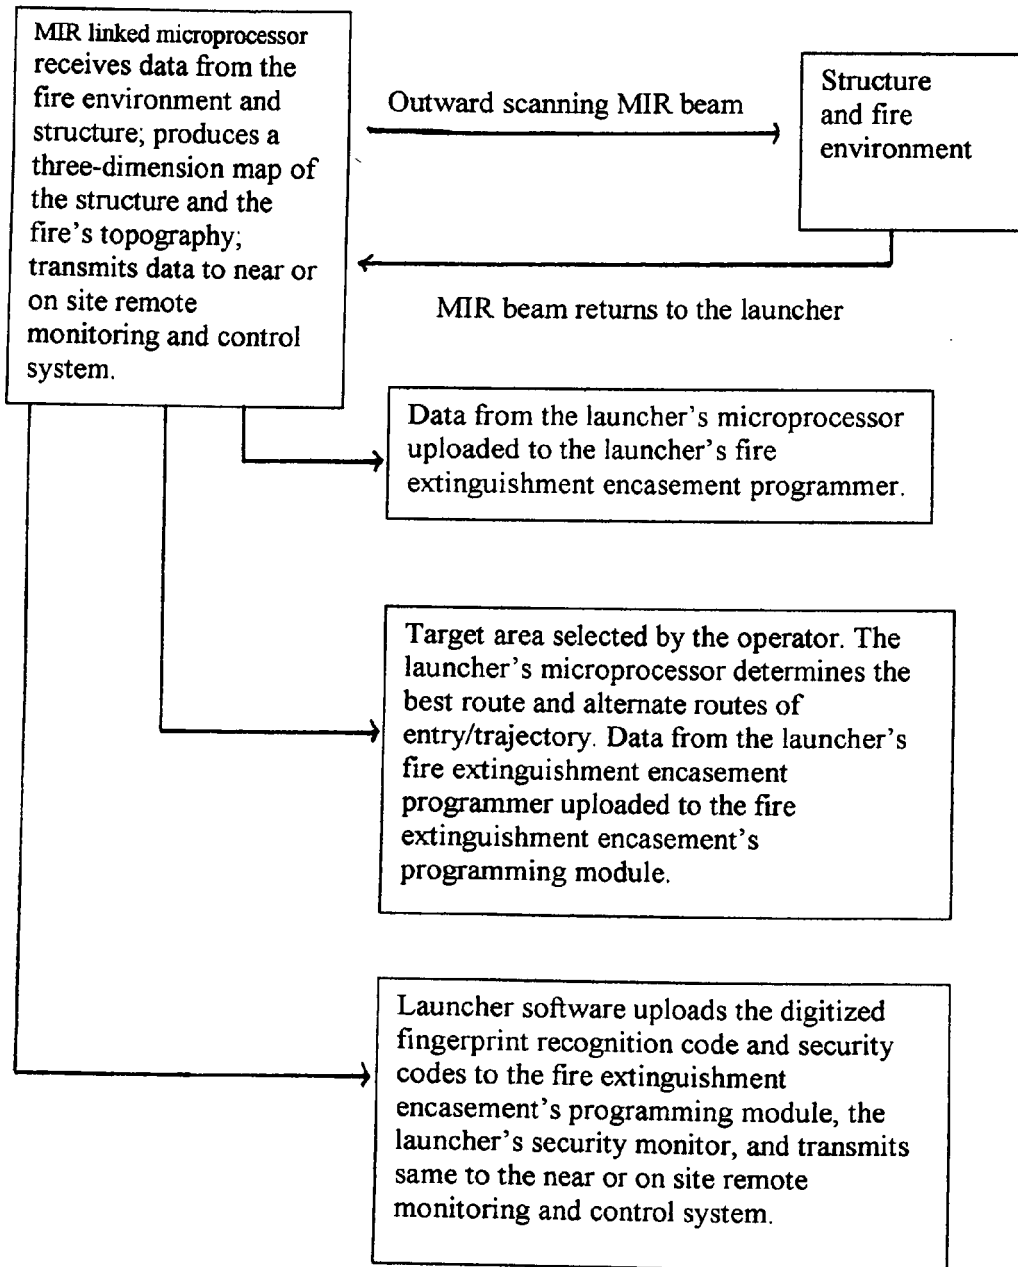 MIR linked microprocessor
receives data from the
fire environment and
structure; produces a
three-dimension map of
the structure and the
fire's topography;
transmits data to near or
on site remote
monitoring and control
system.
Outward scanning MIR beam
Structure
and fire
environment
MIR beam returns to the launcher
Data from the launcher's microprocessor
uploaded to the launcher's fire
extinguishment encasement programmer.
Target area selected by the operator. The
launcher's microprocessor determines the
best route and alternate routes of
entry/trajectory. Data from the launcher's
fire extinguishment encasement
programmer uploaded to the fire
extinguishment encasement's
programming module.
Launcher software uploads the digitized
fingerprint recognition code and security
codes to the fire extinguishment
encasement's programming module, the
launcher's security monitor, and transmits
same to the near or on site remote
monitoring and control system.